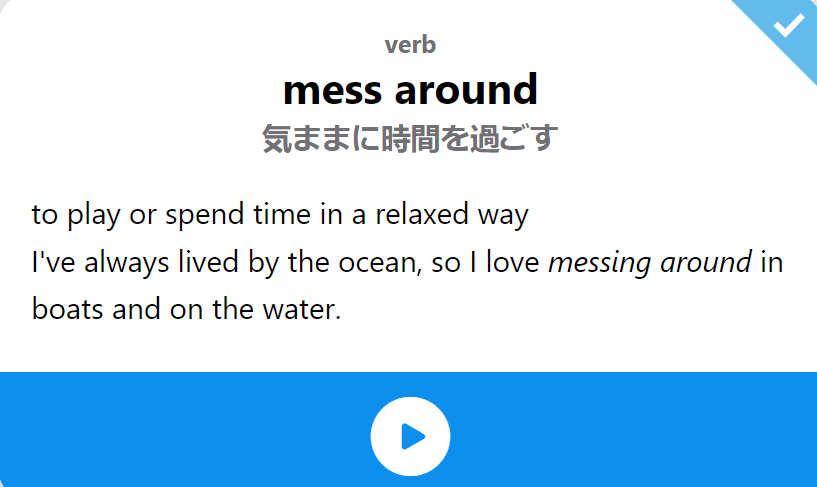 verb
mess around
気ままに時間を過ごす
to play or spend time in a relaxed way
I've always lived by the ocean, so I love messing around in
boats and on the water.